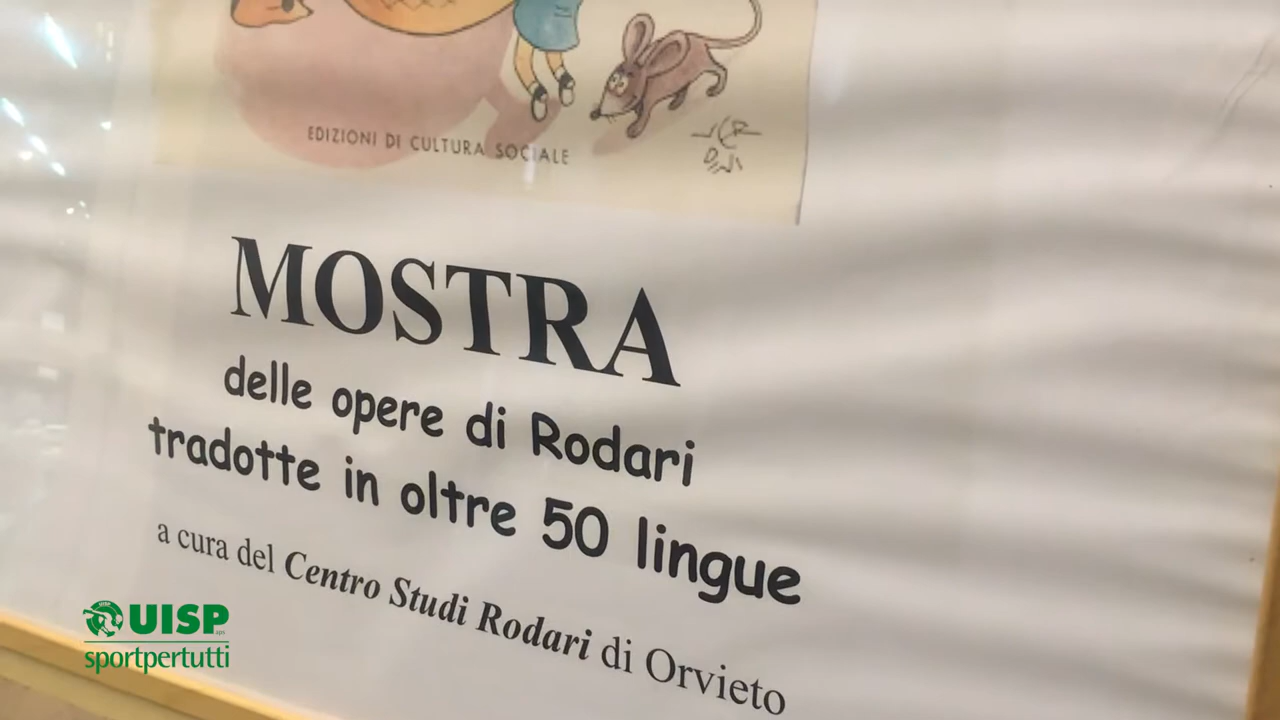 EDIZIONI DI CULTURA SOCIALE
MOSTRA
delle opere di Rodari
tradotte in oltre 50 lingue
a cura del Centro Studi Rodari di Orvieto
UISP
sportpertutti